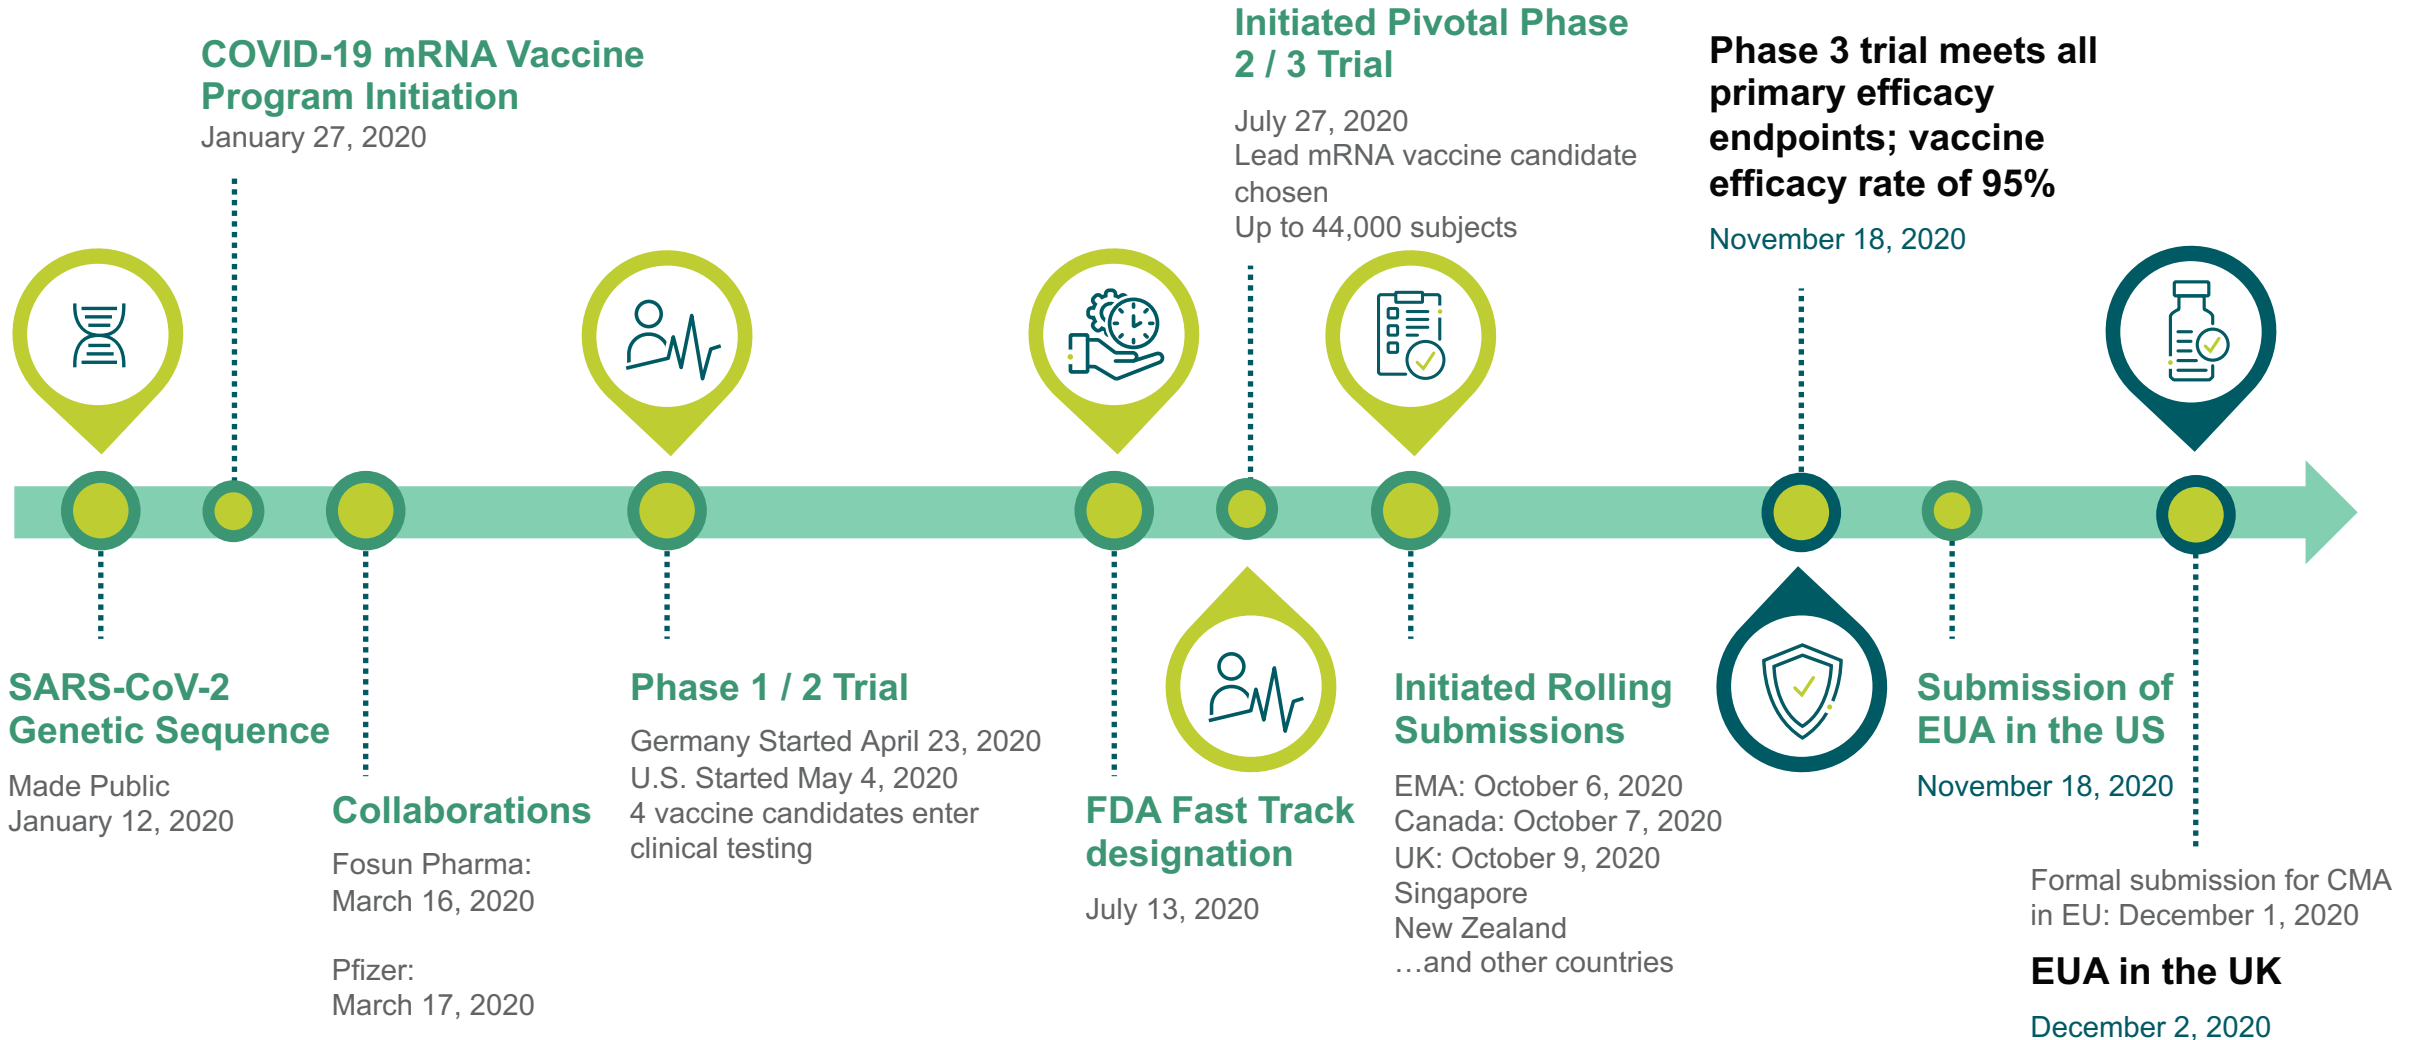 COVID-19 mRNA Vaccine
Program Initiation
January 27, 2020
Initiated Pivotal Phase
2 / 3 Trial
July 27, 2020
Lead mRNA vaccine candidate
chosen
Up to 44,000 subjects
Phase 3 trial meets all
primary efficacy
endpoints; vaccine
efficacy rate of 95%
November 18, 2020
SARS-CoV-2
Genetic Sequence
Made Public
January 12, 2020
Collaborations
Fosun Pharma:
March 16, 2020
Pfizer:
March 17, 2020
Phase 1 / 2 Trial
Germany Started April 23, 2020
U.S. Started May 4, 2020
4 vaccine candidates enter
clinical testing
FDA Fast Track
designation
July 13, 2020
Initiated Rolling
Submissions
EMA: October 6, 2020
Canada: October 7, 2020
UK: October 9, 2020
Singapore
New Zealand
…and other countries
Submission of
EUA in the US
November 18, 2020
Formal submission for CMA
in EU: December 1, 2020
EUA in the UK
December 2, 2020